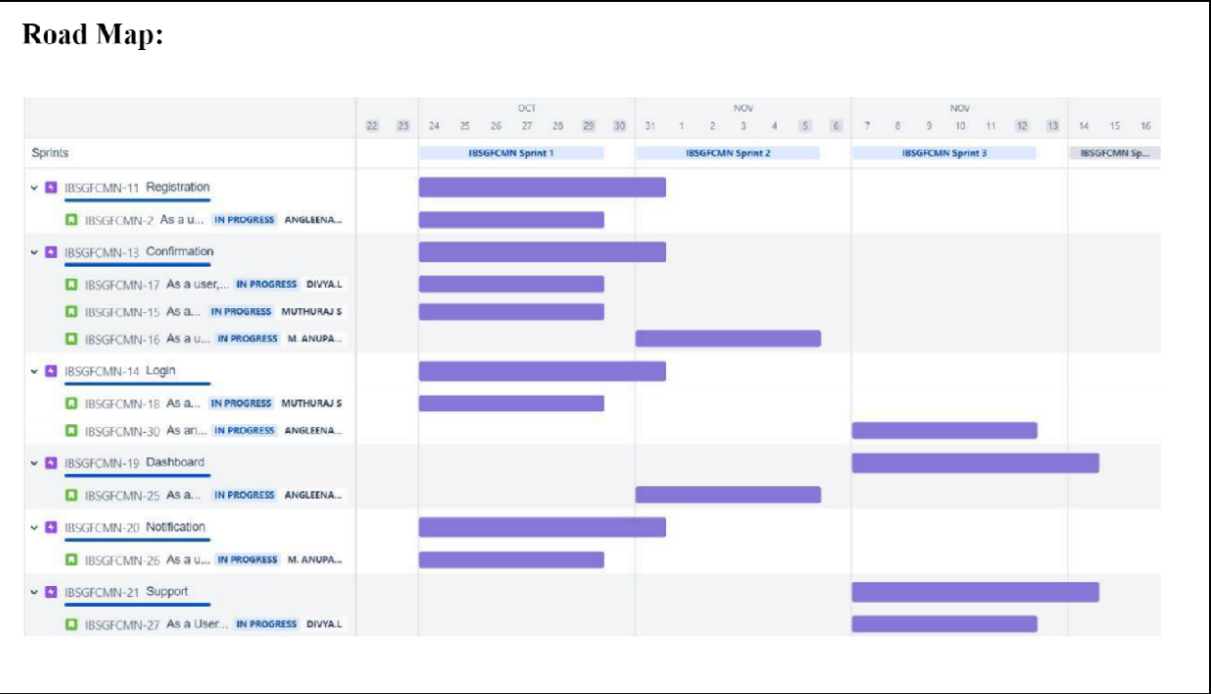 Road Map:
OCT NOV NOV
22 23 24 25 26 27 28 29 30 31 1 2 3 4 5 6 7 8 9 10 11 12 13 14 15 16
Sprints IBSGFCMN Sprint 1 IBSGFCMN Sprint 2 IBSGFCMN Sprint 3 IBSGFCMN Sp...
IBSGFCMN-11 Registration
IBSGFCMN-2 As a u... IN PROGRESS ANGLEENA...
IBSGFCMN-13 Confirmation
IBSGFCMN-17 As a user,... IN PROGRESS DIVYA.L
IBSGFCMN-15 As a... IN PROGRESS MUTHURAJ S
IBSGFCMN-16 As a u... IN PROGRESS M. ANUPA...
IBSGFCMN-14 Login
IBSGFCMN-18 As a... IN PROGRESS MUTHURAJ S
IBSGFCMN-30 As an... IN PROGRESS ANGLEENA...
IBSGFCMN-19 Dashboard
IBSGFCMN-25 As a... IN PROGRESS ANGLEENA...
IBSGFCMN-20 Notification
IBSGFCMN-26 As a u... IN PROGRESS M. ANUPA...
IBSGFCMN-21 Support
IBSGFCMN-27 As a User... IN PROGRESS DIVYA.L